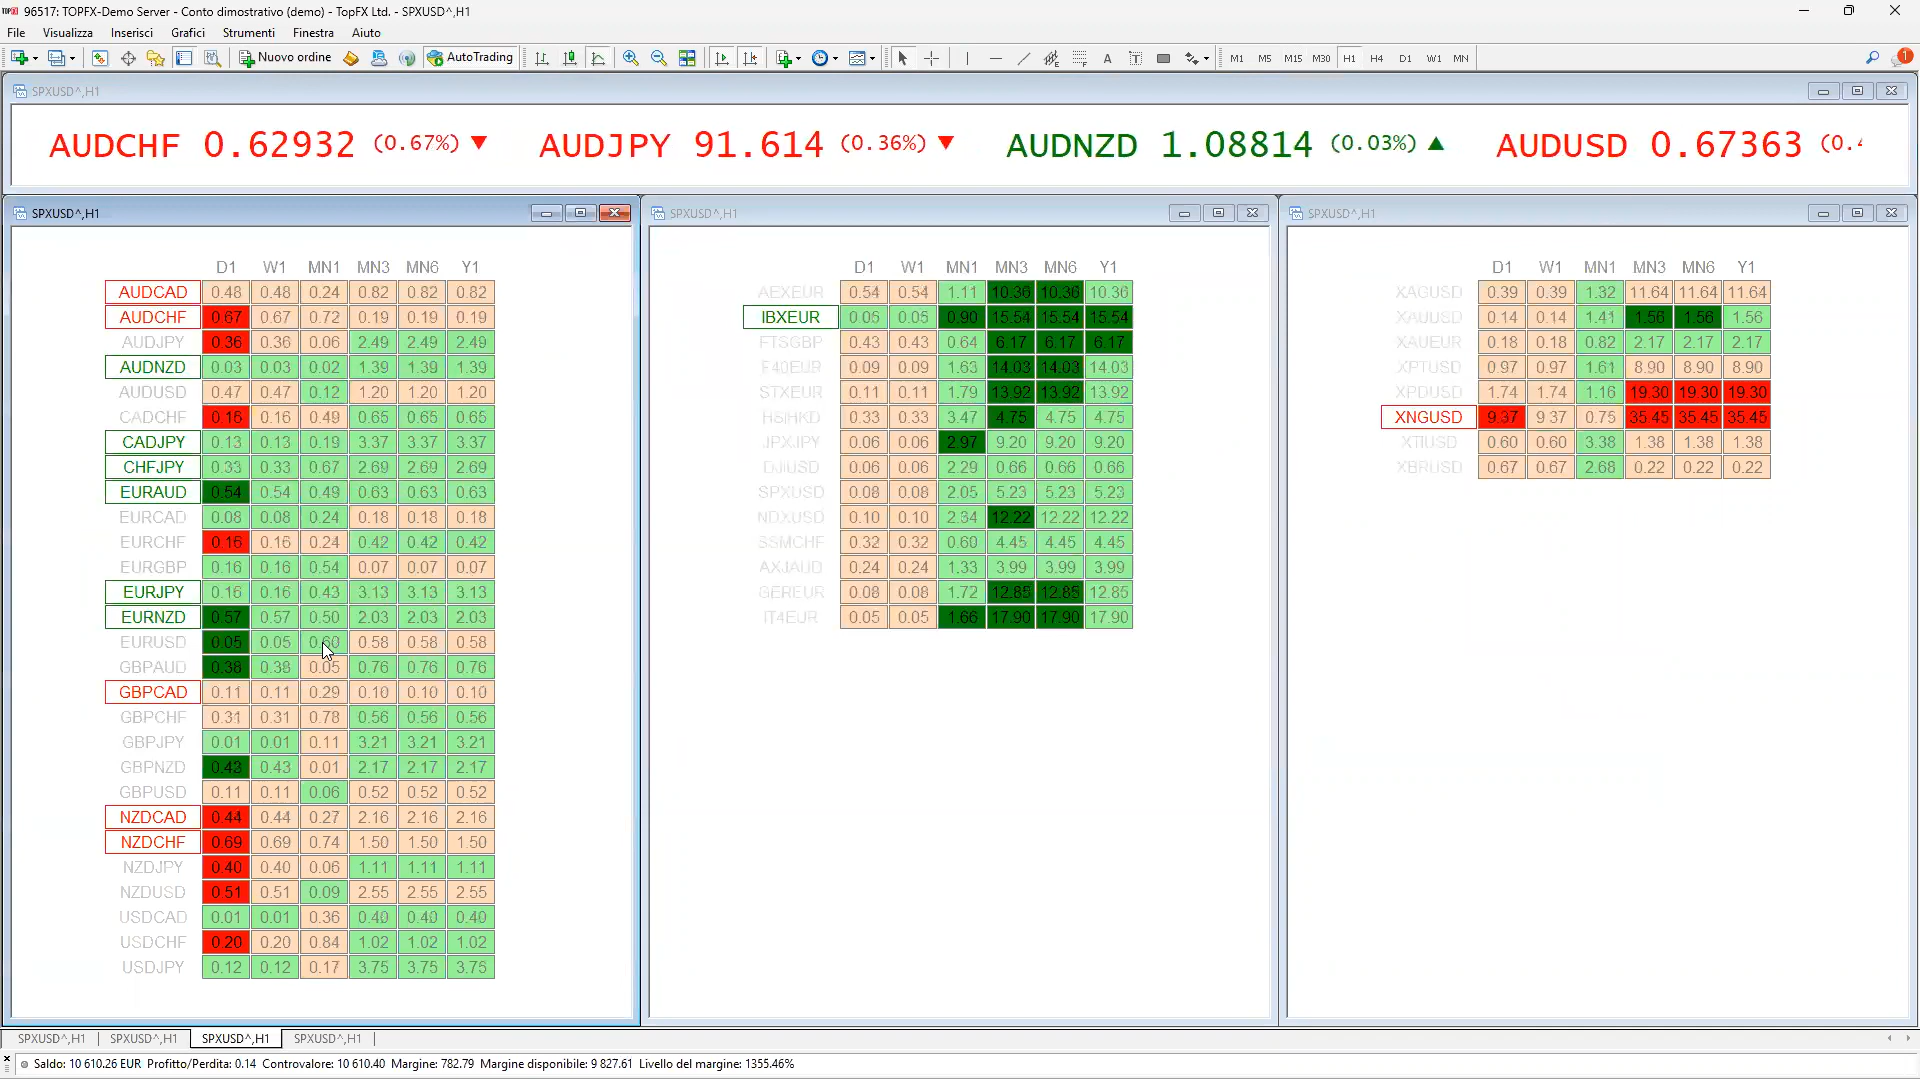 96517: TOPFX-Demo Server - Conto dimostrativo (demo) - TopFX Ltd. - SPXUSD^,H1
File Visualizza Inserisci Grafici Strumenti Finestra Aiuto
Nuovo ordine AutoTrading A T M1 M5 M15 M30 H1 H4 D1 W1 MN 1
SPXUSD^,H1
AUDCHF 0.62932 (0.67%) ▼ AUDJPY 91.614 (0.36%) ▼ AUDNZD 1.08814 (0.03%) ▲ AUDUSD 0.67363
SPXUSD^,H1
D1 W1 MN1 MN3 MN6 Y1
AUDCAD 0.48 0.48 0.24 0.82 0.82 0.82
AUDCHF 0.67 0.67 0.72 0.19 0.19 0.19
AUDJPY 0.36 0.36 0.06 2.49 2.49 2.49
AUDNZD 0.03 0.03 0.02 1.39 1.39 1.39
AUDUSD 0.47 0.47 0.12 1.20 1.20 1.20
CADCHF 0.16 0.16 0.49 0.65 0.65 0.65
CADJPY 0.13 0.13 0.19 3.37 3.37 3.37
CHFJPY 0.33 0.33 0.67 2.69 2.69 2.69
EURAUD 0.54 0.54 0.49 0.63 0.63 0.63
EURCAD 0.08 0.08 0.24 0.18 0.18 0.18
EURCHF 0.16 0.16 0.24 0.42 0.42 0.42
EURGBP 0.16 0.16 0.54 0.07 0.07 0.07
EURJPY 0.16 0.16 0.43 3.13 3.13 3.13
EURNZD 0.57 0.57 0.50 2.03 2.03 2.03
EURUSD 0.05 0.05 0.60 0.58 0.58 0.58
GBPAUD 0.38 0.38 0.05 0.76 0.76 0.76
GBPCAD 0.11 0.11 0.29 0.10 0.10 0.10
GBPCHF 0.31 0.31 0.78 0.56 0.56 0.56
GBPJPY 0.01 0.01 0.11 3.21 3.21 3.21
GBPNZD 0.43 0.43 0.01 2.17 2.17 2.17
GBPUSD 0.11 0.11 0.06 0.52 0.52 0.52
NZDCAD 0.44 0.44 0.27 2.16 2.16 2.16
NZDCHF 0.69 0.69 0.74 1.50 1.50 1.50
NZDJPY 0.40 0.40 0.06 1.11 1.11 1.11
NZDUSD 0.51 0.51 0.09 2.55 2.55 2.55
USDCAD 0.01 0.01 0.36 0.40 0.40 0.40
USDCHF 0.20 0.20 0.84 1.02 1.02 1.02
USDJPY 0.12 0.12 0.17 3.75 3.75 3.75
SPXUSD^,H1
D1 W1 MN1 MN3 MN6 Y1
AEXEUR 0.54 0.54 1.11 10.36 10.36 10.36
IBXEUR 0.05 0.05 0.90 15.54 15.54 15.54
FTSGBP 0.43 0.43 0.64 6.17 6.17 6.17
F40EUR 0.09 0.09 1.63 14.03 14.03 14.03
STXEUR 0.11 0.11 1.79 13.92 13.92 13.92
HSIHKD 0.33 0.33 3.47 4.75 4.75 4.75
JPXJPY 0.06 0.06 2.97 9.20 9.20 9.20
DJIUSD 0.06 0.06 2.29 0.66 0.66 0.66
SPXUSD 0.08 0.08 2.05 5.23 5.23 5.23
NDXUSD 0.10 0.10 2.34 12.22 12.22 12.22
SSMCHF 0.32 0.32 0.60 4.45 4.45 4.45
AXJAUD 0.24 0.24 1.33 3.99 3.99 3.99
GEREUR 0.08 0.08 1.72 12.85 12.85 12.85
IT4EUR 0.05 0.05 1.66 17.90 17.90 17.90
SPXUSD^,H1
D1 W1 MN1 MN3 MN6 Y1
XAGUSD 0.39 0.39 1.32 11.64 11.64 11.64
XAUUSD 0.14 0.14 1.41 1.56 1.56 1.56
XAUEUR 0.18 0.18 0.82 2.17 2.17 2.17
XPTUSD 0.97 0.97 1.61 8.90 8.90 8.90
XPDUSD 1.74 1.74 1.16 19.30 19.30 19.30
XNGUSD 9.37 9.37 0.75 35.45 35.45 35.45
XTIUSD 0.60 0.60 3.38 1.38 1.38 1.38
XBRUSD 0.67 0.67 2.68 0.22 0.22 0.22
SPXUSD^,H1 SPXUSD^,H1 SPXUSD^,H1 SPXUSD^,H1
Saldo: 10 610.26 EUR Profitto/Perdita: 0.14 Controvalore: 10 610.40 Margine: 782.79 Margine disponibile: 9 827.61 Livello del margine: 1355.46%